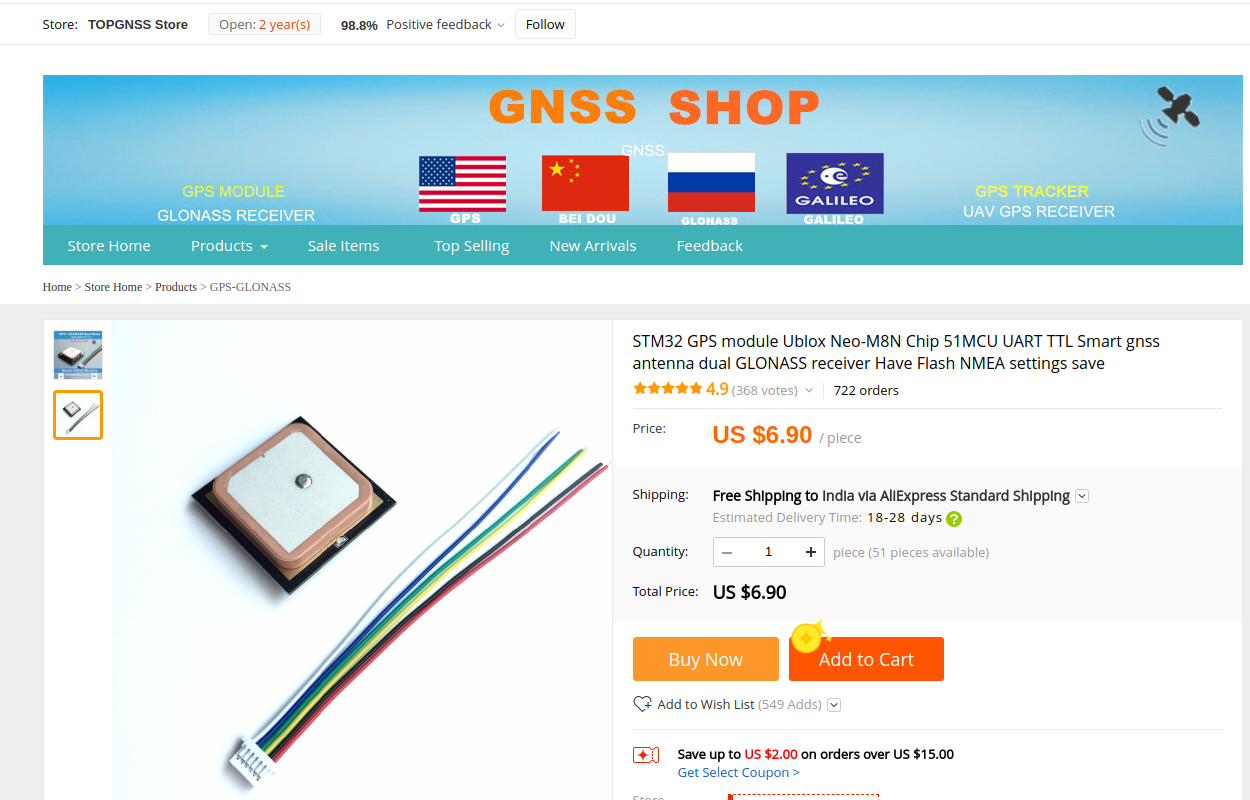 Store: TOPGNSS Store Open: 2 year(s) 98.8% Positive feedback Follow
GNSS SHOP
GNSS
GPS MODULE
GLONASS RECEIVER
GPS
BEI DOU
GLONASS
GALILEO
GALILEO
GPS TRACKER
UAV GPS RECEIVER
Store Home Products Sale Items Top Selling New Arrivals Feedback
Home > Store Home > Products > GPS-GLONASS
STM32 GPS module Ublox Neo-M8N Chip 51MCU UART TTL Smart gnss
antenna dual GLONASS receiver Have Flash NMEA settings save
4.9 (368 votes) 722 orders
Price: US $6.90 / piece
Shipping: Free Shipping to India via AliExpress Standard Shipping
Estimated Delivery Time: 18-28 days ?
Quantity: 1 piece (51 pieces available)
Total Price: US $6.90
Buy Now Add to Cart
Add to Wish List (549 Adds)
Save up to US $2.00 on orders over US $15.00
Get Select Coupon >
Store